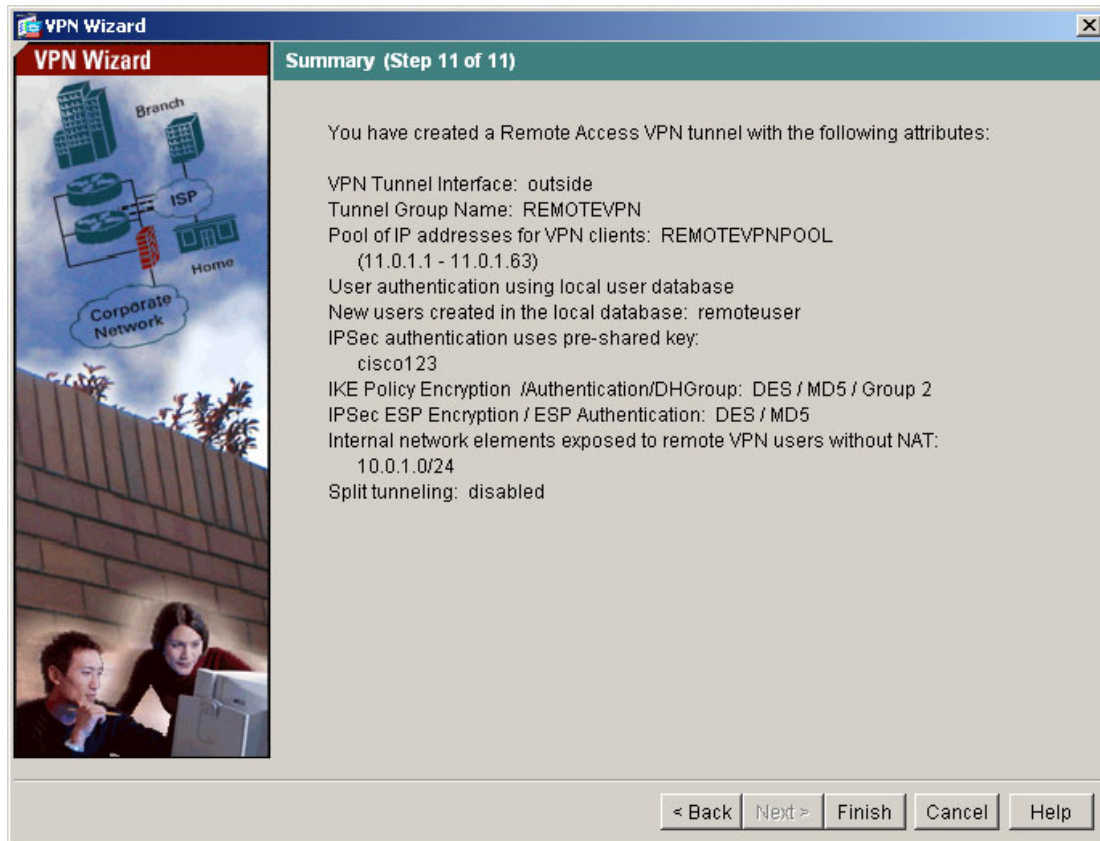 VPN Wizard
VPN Wizard
Branch
ISP
Home
Corporate
Network
Summary (Step 11 of 11)
You have created a Remote Access VPN tunnel with the following attributes:
VPN Tunnel Interface: outside
Tunnel Group Name: REMOTEVPN
Pool of IP addresses for VPN clients: REMOTEVPNPOOL
(11.0.1.1 - 11.0.1.63)
User authentication using local user database
New users created in the local database: remoteuser
IPSec authentication uses pre-shared key:
cisco123
IKE Policy Encryption /Authentication/DHGroup: DES / MD5 / Group 2
IPSec ESP Encryption / ESP Authentication: DES / MD5
Internal network elements exposed to remote VPN users without NAT:
10.0.1.0/24
Split tunneling: disabled
< Back Next > Finish Cancel Help